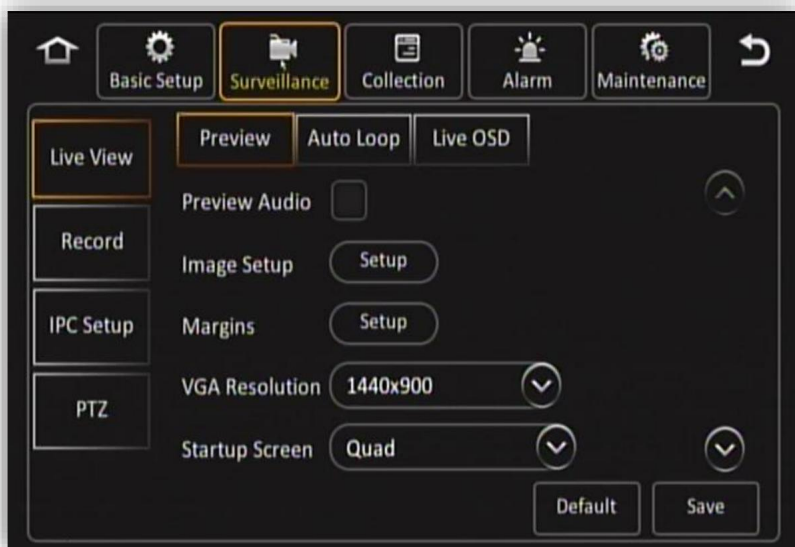 Basic Setup Surveillance Collection Alarm Maintenance
Live View
Preview Auto Loop Live OSD
Preview Audio
Record
Image Setup Setup
IPC Setup
Margins Setup
VGA Resolution 1440x900
PTZ
Startup Screen Quad
Default Save